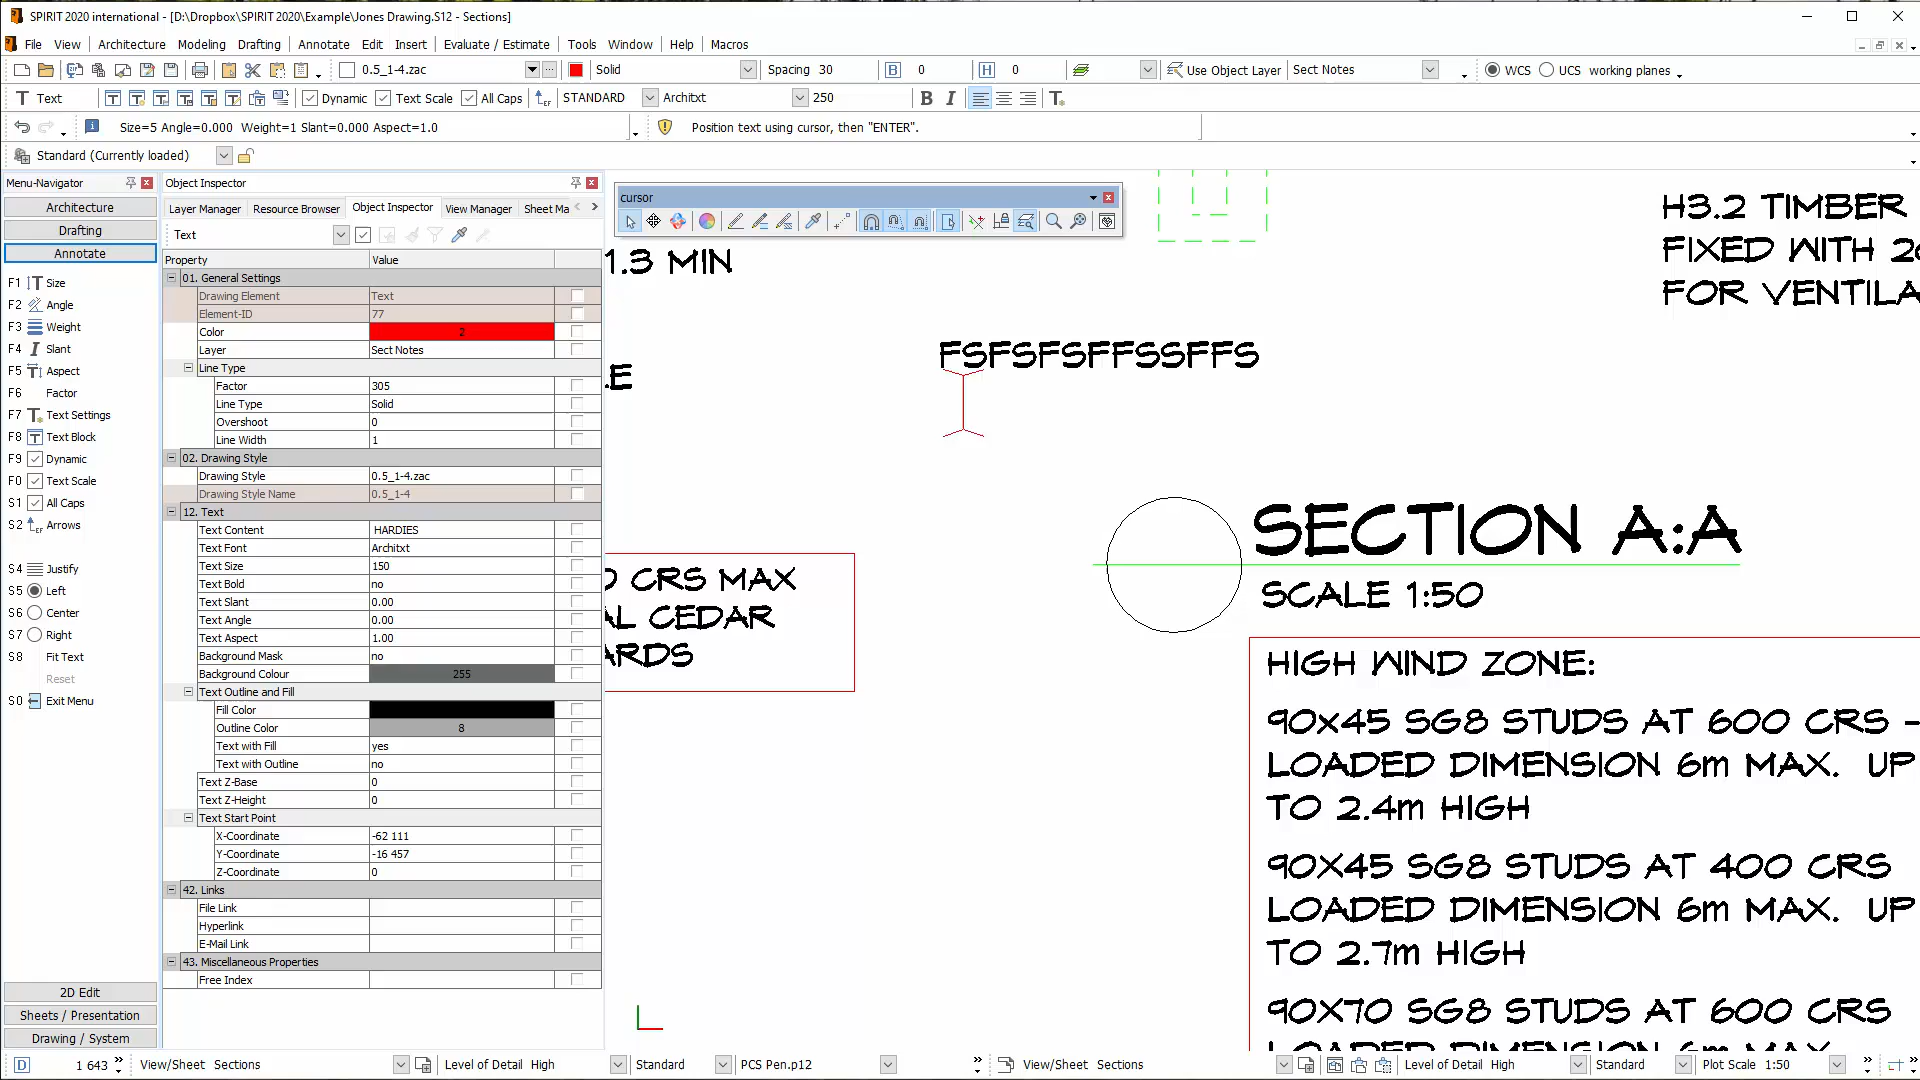 SPIRIT 2020 international - [D:\Dropbox\SPIRIT 2020\Example\Jones Drawing.S12 - Sections]
File View Architecture Modeling Drafting Annotate Edit Insert Evaluate / Estimate Tools Window Help Macros
0.5_1-4.zac Solid Spacing 30 B 0 H 0 Use Object Layer Sect Notes WCS UCS working planes
Text Dynamic Text Scale All Caps STANDARD Architxt 250 B I
Size=5 Angle=0.000 Weight=1 Slant=0.000 Aspect=1.0 Position text using cursor, then "ENTER".
Standard (Currently loaded)
Menu-Navigator
Architecture
Drafting
Annotate
F1 Size
F2 Angle
F3 Weight
F4 Slant
F5 Aspect
F6 Factor
F7 Text Settings
F8 Text Block
F9 Dynamic
F0 Text Scale
S1 All Caps
S2 Arrows
S4 Justify
S5 Left
S6 Center
S7 Right
S8 Fit Text
Reset
S0 Exit Menu
2D Edit
Sheets / Presentation
Drawing / System
Object Inspector
Layer Manager Resource Browser Object Inspector View Manager Sheet Ma
Text
Property Value
01. General Settings
Drawing Element Text
Element-ID 77
Color 2
Layer Sect Notes
Line Type
Factor 305
Line Type Solid
Overshoot 0
Line Width 1
02. Drawing Style
Drawing Style 0.5_1-4.zac
Drawing Style Name 0.5_1-4
12. Text
Text Content HARDIES
Text Font Architxt
Text Size 150
Text Bold no
Text Slant 0.00
Text Angle 0.00
Text Aspect 1.00
Background Mask no
Background Colour 255
Text Outline and Fill
Fill Color
Outline Color 8
Text with Fill yes
Text with Outline no
Text Z-Base 0
Text Z-Height 0
Text Start Point
X-Coordinate -62 111
Y-Coordinate -16 457
Z-Coordinate 0
42. Links
File Link
Hyperlink
E-Mail Link
43. Miscellaneous Properties
Free Index
cursor
1.3 MIN
H3.2 TIMBER
FIXED WITH
FOR VENTILA
FSFSFSFFSSFFS
E
SECTION A:A
SCALE 1:50
CRS MAX
AL CEDAR
ARDS
HIGH WIND ZONE:
90x45 SG8 STUDS AT 600 CRS -
LOADED DIMENSION 6m MAX. UP
TO 2.4m HIGH
90X45 SG8 STUDS AT 400 CRS
LOADED DIMENSION 6m MAX. UP
TO 2.7m HIGH
90X70 SG8 STUDS AT 600 CRS
LOADED DIMENSION 6m MAX. UP
D 1 643 View/Sheet Sections Level of Detail High Standard PCS Pen.p12 View/Sheet Sections Level of Detail High Standard Plot Scale 1:50